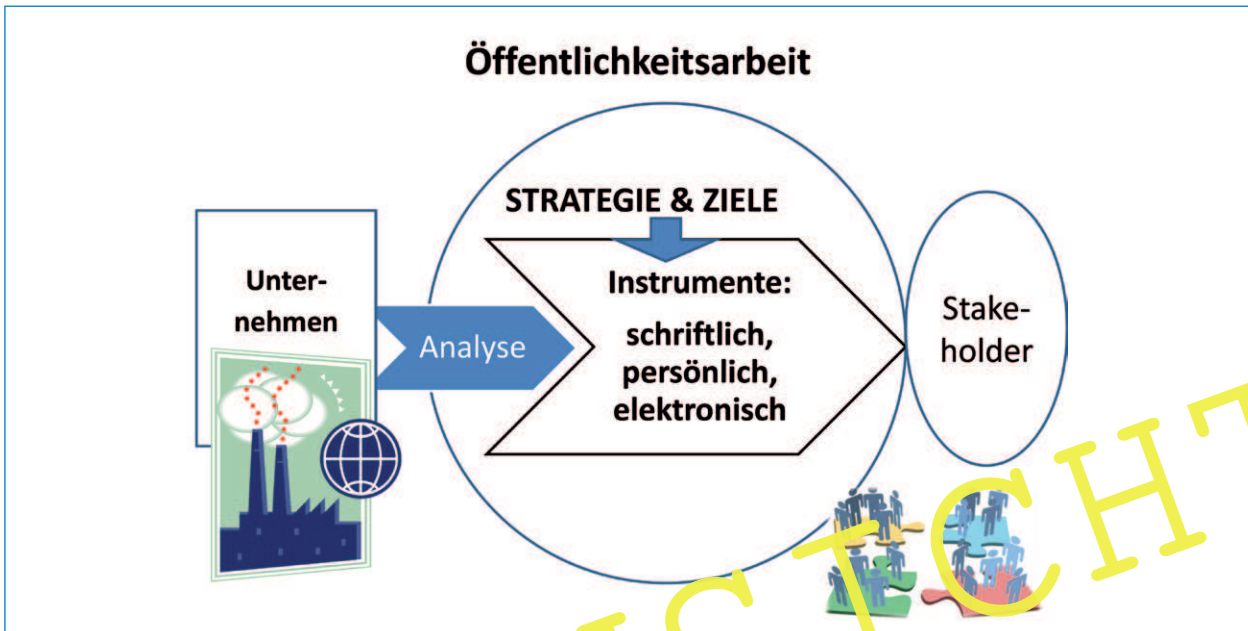 Öffentlichkeitsarbeit
STRATEGIE & ZIELE
Unter-
nehmen
Analyse
Instrumente:
schriftlich,
persönlich,
elektronisch
Stake-
holder